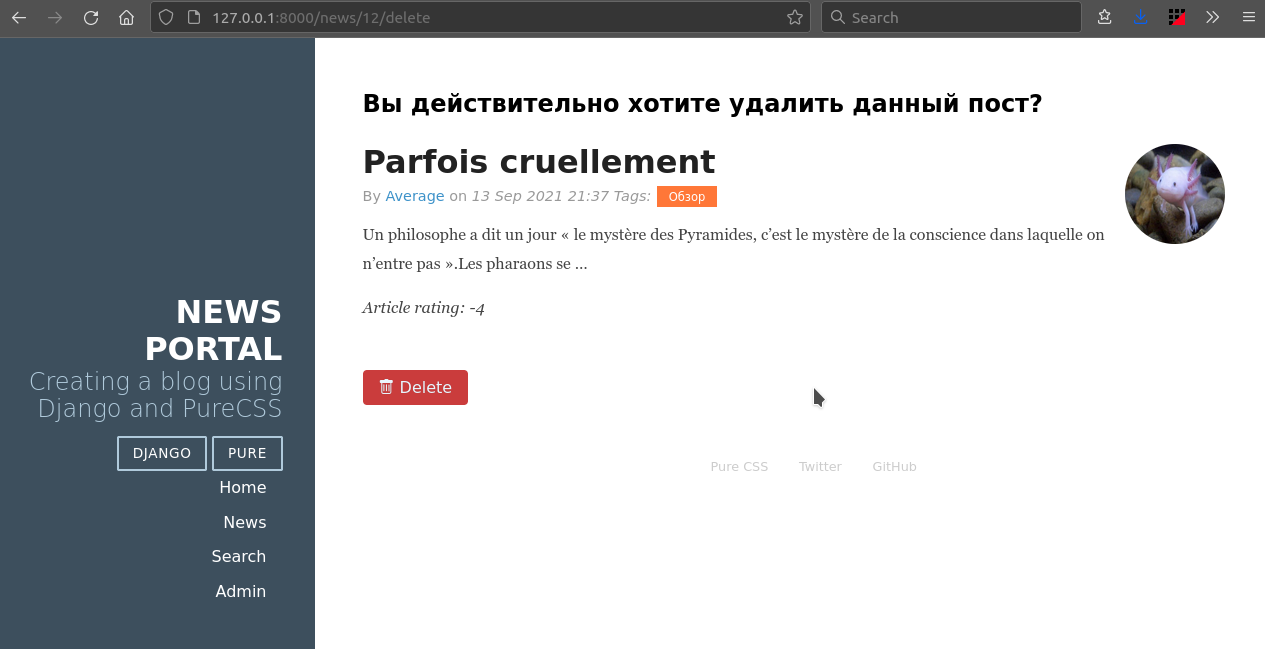 127.0.0.1:8000/news/12/delete
Search
Вы действительно хотите удалить данный пост?
Parfois cruellement
By Average on 13 Sep 2021 21:37 Tags: Обзор
Un philosophe a dit un jour « le mystère des Pyramides, c’est le mystère de la conscience dans laquelle on
n’entre pas ».Les pharaons se ...
Article rating: -4
Delete
NEWS
PORTAL
Creating a blog using
Django and PureCSS
DJANGO PURE
Home
News
Search
Admin
Pure CSS Twitter GitHub